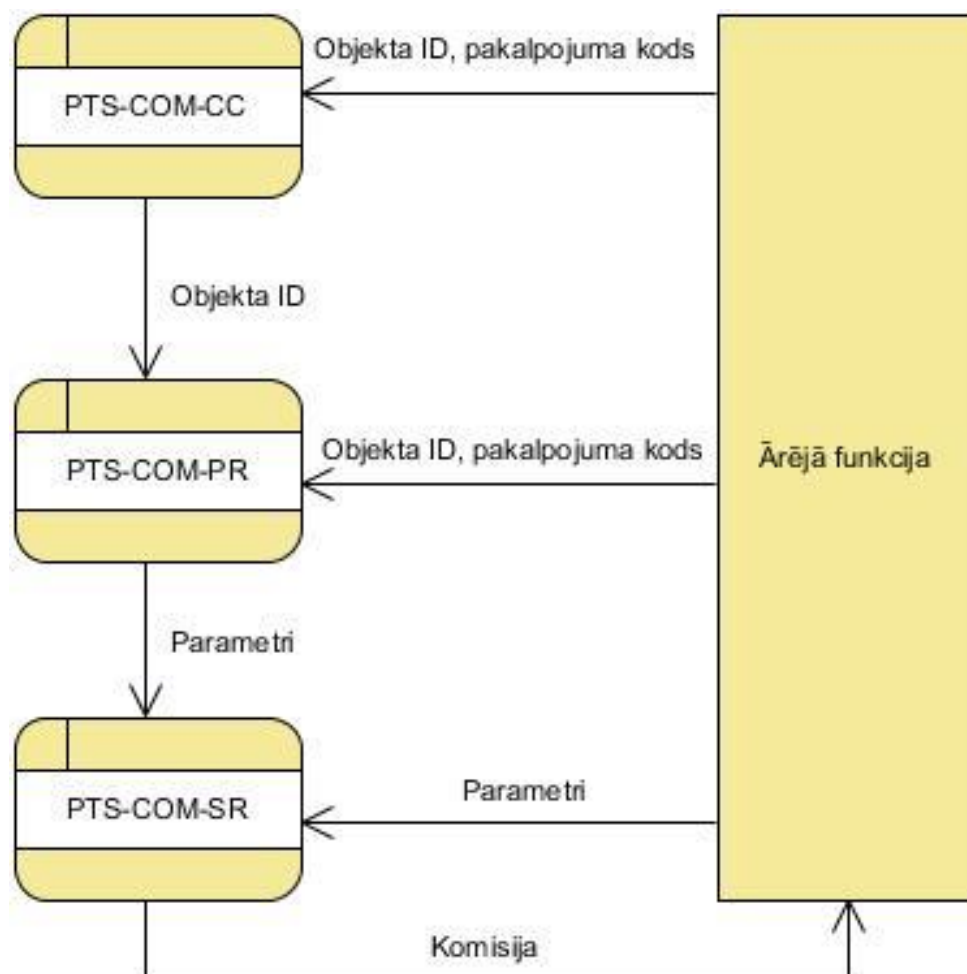 Objekta ID, pakalpojuma kods
PTS-COM-CC
Objekta ID
Objekta ID, pakalpojuma kods
PTS-COM-PR
Ārējā funkcija
Parametri
Parametri
PTS-COM-SR
Komisija